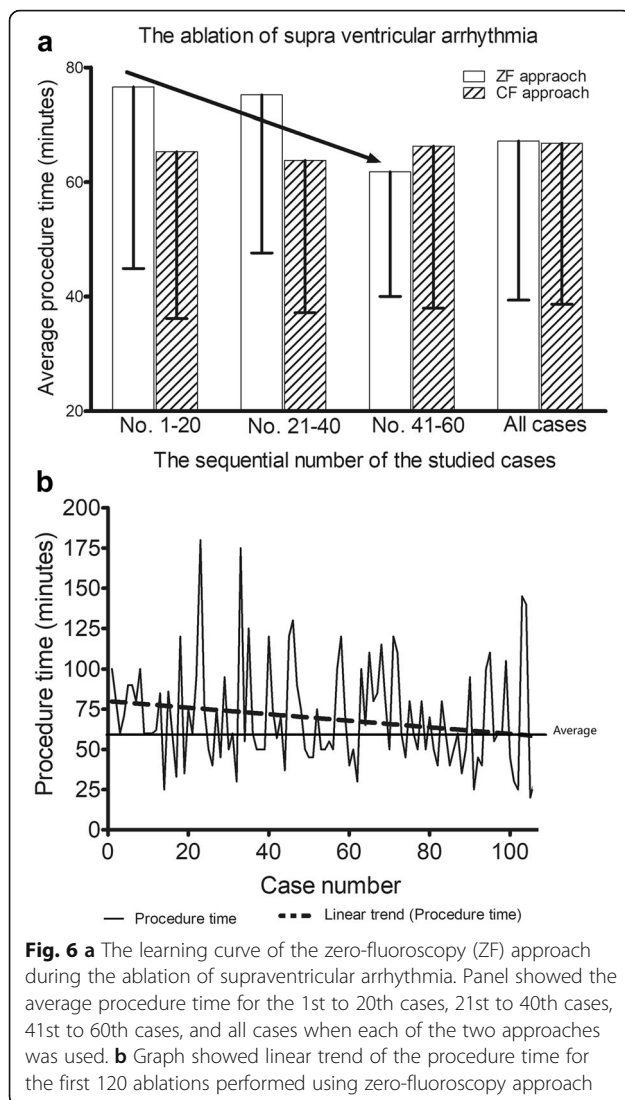 a
The ablation of supra ventricular arrhythmia
80
60
40
20
Average procedure time (minutes)
ZF appraoch
CF approach
No. 1-20 No. 21-40 No. 41-60 All cases
The sequential number of the studied cases
b
200
175
150
125
100
75
50
25
0
Procedure time (minutes)
Average
0 20 40 60 80 100
Case number
Procedure time Linear trend (Procedure time)
Fig. 6 a The learning curve of the zero-fluoroscopy (ZF) approach
during the ablation of supraventricular arrhythmia. Panel showed the
average procedure time for the 1st to 20th cases, 21st to 40th cases,
41st to 60th cases, and all cases when each of the two approaches
was used. b Graph showed linear trend of the procedure time for
the first 120 ablations performed using zero-fluoroscopy approach